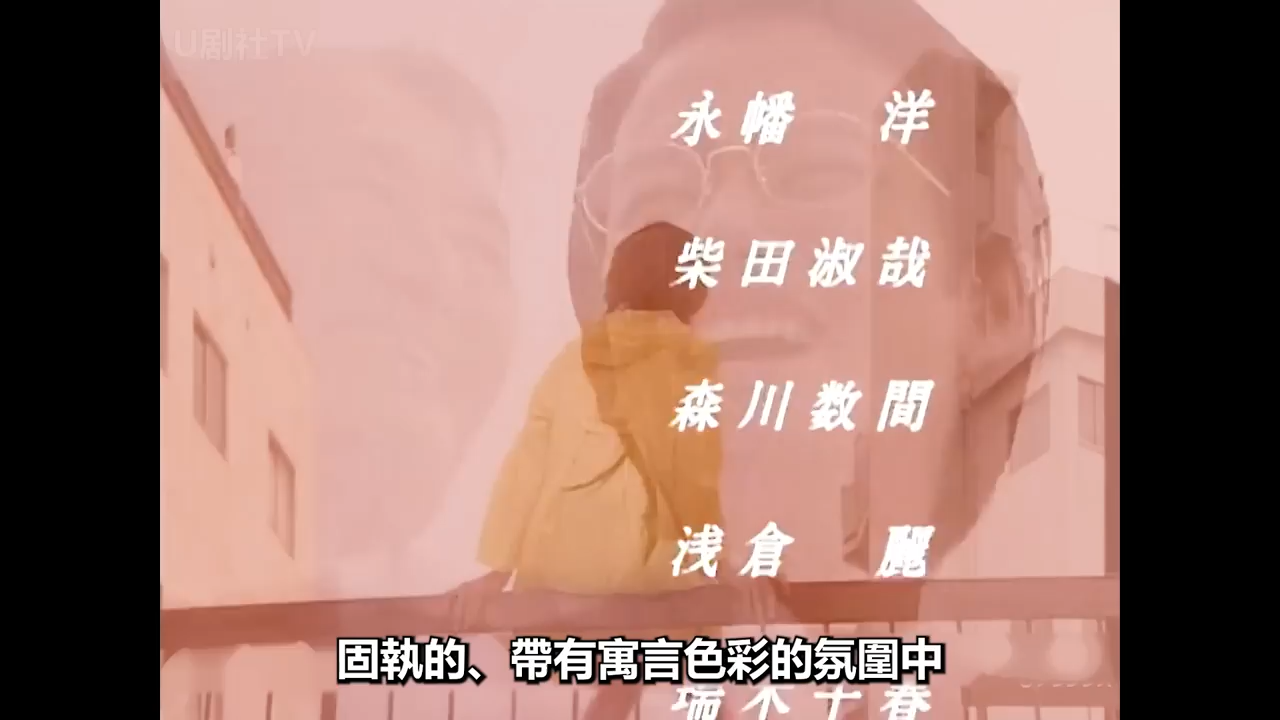 U剧社TV
永幡 洋
柴田淑哉
森川数間
浅倉 麗
固執的、帶有寓言色彩的氛圍中